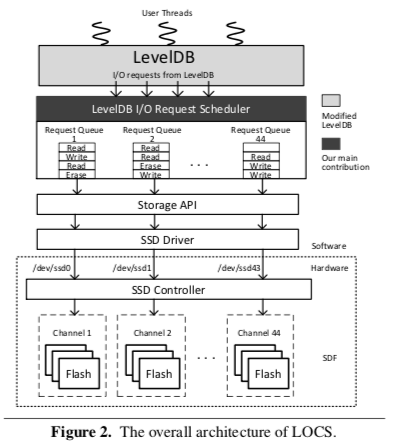 User Threads
LevelDB
I/O requests from LevelDB
LevelDB I/O Request Scheduler
Request Queue 1
Read
Write
Read
Erase
Request Queue 2
Read
Read
Erase
Write
. . .
Request Queue 44
Read
Write
Write
Modified LevelDB
Our main contribution
Storage API
SSD Driver
Software
/dev/ssd0
/dev/ssd1
/dev/ssd43
Hardware
SSD Controller
Channel 1
Flash
Channel 2
Flash
. . .
Channel 44
Flash
SDF
Figure 2. The overall architecture of LOCS.